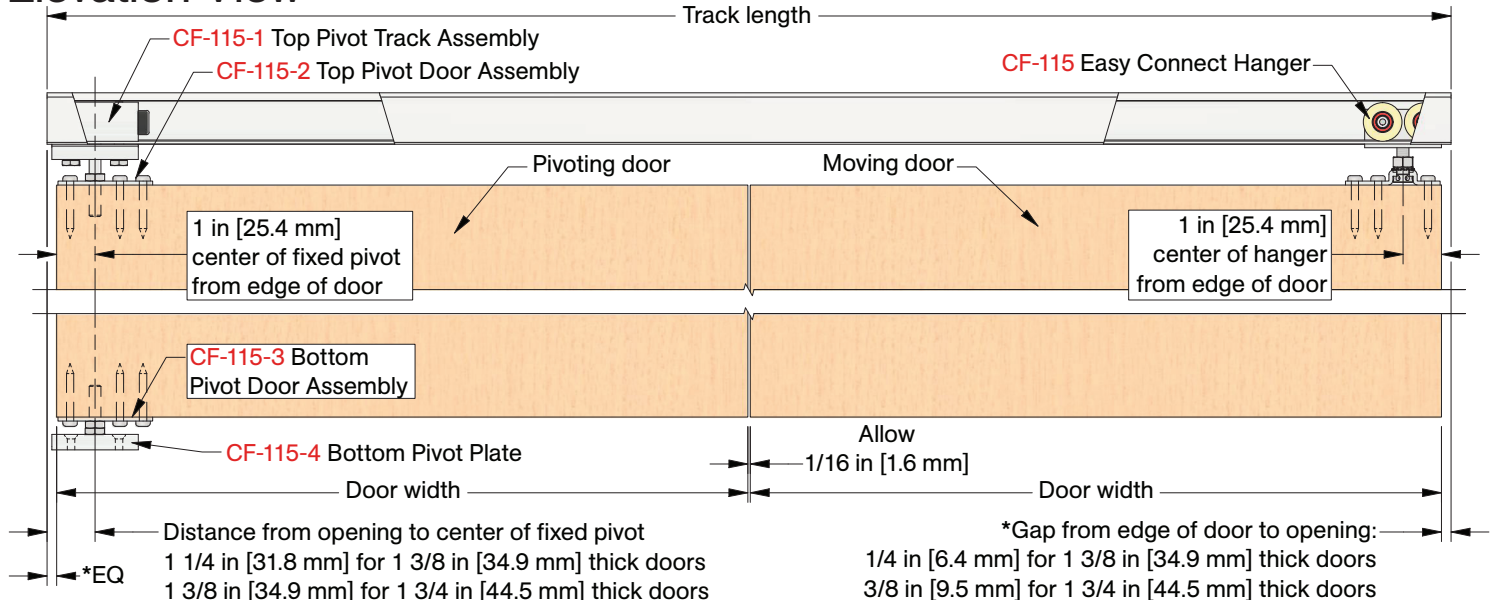 Elevation View
Track length
CF-115-1 Top Pivot Track Assembly
CF-115-2 Top Pivot Door Assembly
CF-115 Easy Connect Hanger
Pivoting door
Moving door
1 in [25.4 mm]
center of fixed pivot
from edge of door
1 in [25.4 mm]
center of hanger
from edge of door
CF-115-3 Bottom
Pivot Door Assembly
CF-115-4 Bottom Pivot Plate
Allow
1/16 in [1.6 mm]
Door width
Door width
Distance from opening to center of fixed pivot
1 1/4 in [31.8 mm] for 1 3/8 in [34.9 mm] thick doors
1 3/8 in [34.9 mm] for 1 3/4 in [44.5 mm] thick doors
*EQ
*Gap from edge of door to opening:
1/4 in [6.4 mm] for 1 3/8 in [34.9 mm] thick doors
3/8 in [9.5 mm] for 1 3/4 in [44.5 mm] thick doors